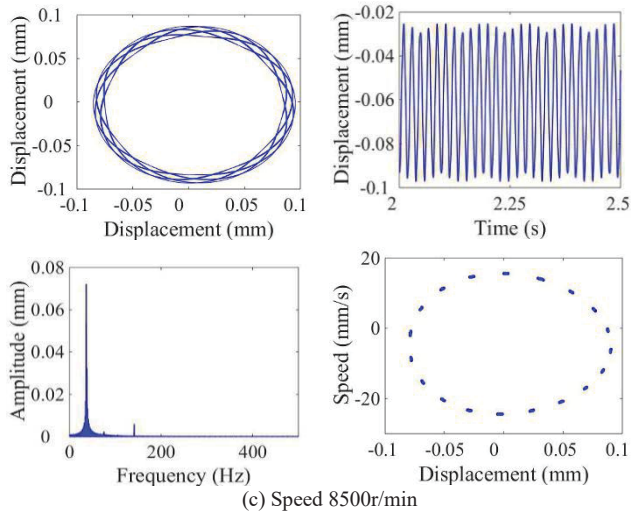 0.1
0.05
0
-0.05
-0.1
Displacement (mm)
-0.1 -0.05 0 0.05 0.1
Displacement (mm)
-0.02
-0.04
-0.06
-0.08
-0.1
Displacement (mm)
2 2.25 2.5
Time (s)
0.08
0.06
0.04
0.02
0
Amplitude (mm)
0 200 400
Frequency (Hz)
20
0
-20
Speed (mm/s)
-0.1 -0.05 0 0.05 0.1
Displacement (mm)
(c) Speed 8500r/min